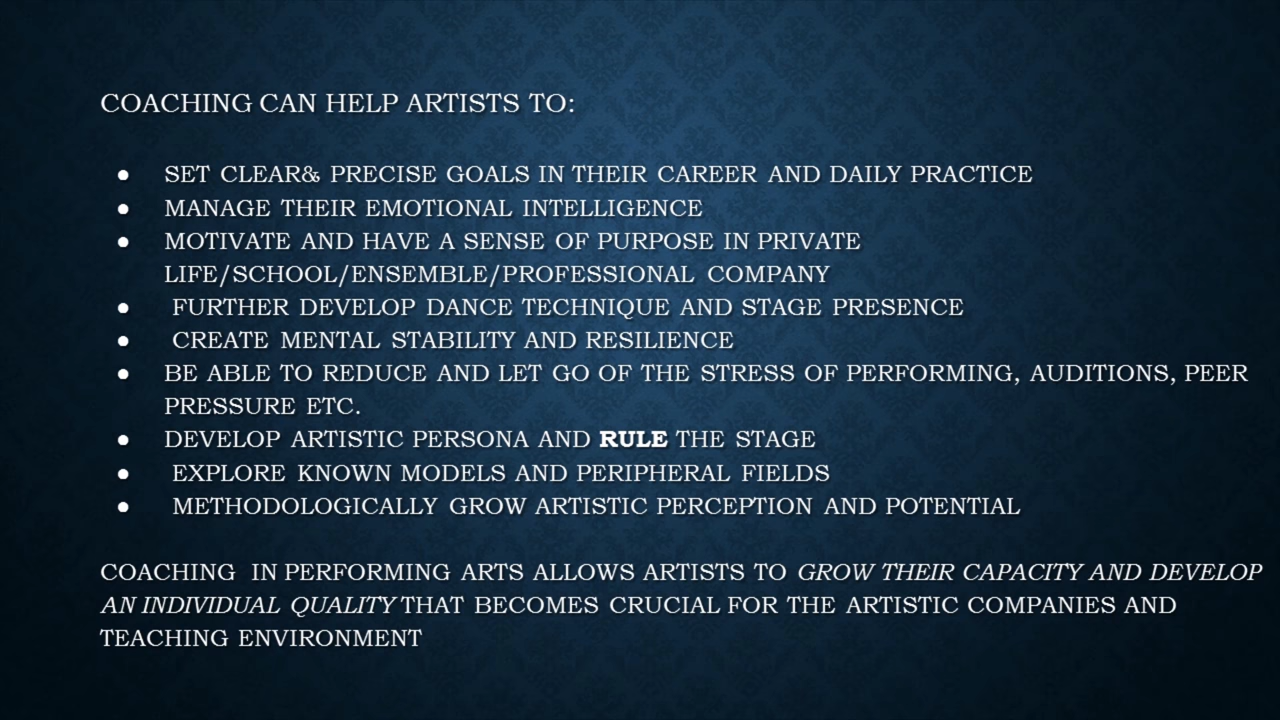 COACHING CAN HELP ARTISTS TO:
● SET CLEAR& PRECISE GOALS IN THEIR CAREER AND DAILY PRACTICE
● MANAGE THEIR EMOTIONAL INTELLIGENCE
● MOTIVATE AND HAVE A SENSE OF PURPOSE IN PRIVATE
LIFE/SCHOOL/ENSEMBLE/PROFESSIONAL COMPANY
● FURTHER DEVELOP DANCE TECHNIQUE AND STAGE PRESENCE
● CREATE MENTAL STABILITY AND RESILIENCE
● BE ABLE TO REDUCE AND LET GO OF THE STRESS OF PERFORMING, AUDITIONS, PEER
PRESSURE ETC.
● DEVELOP ARTISTIC PERSONA AND RULE THE STAGE
● EXPLORE KNOWN MODELS AND PERIPHERAL FIELDS
● METHODOLOGICALLY GROW ARTISTIC PERCEPTION AND POTENTIAL
COACHING IN PERFORMING ARTS ALLOWS ARTISTS TO GROW THEIR CAPACITY AND DEVELOP
AN INDIVIDUAL QUALITY THAT BECOMES CRUCIAL FOR THE ARTISTIC COMPANIES AND
TEACHING ENVIRONMENT